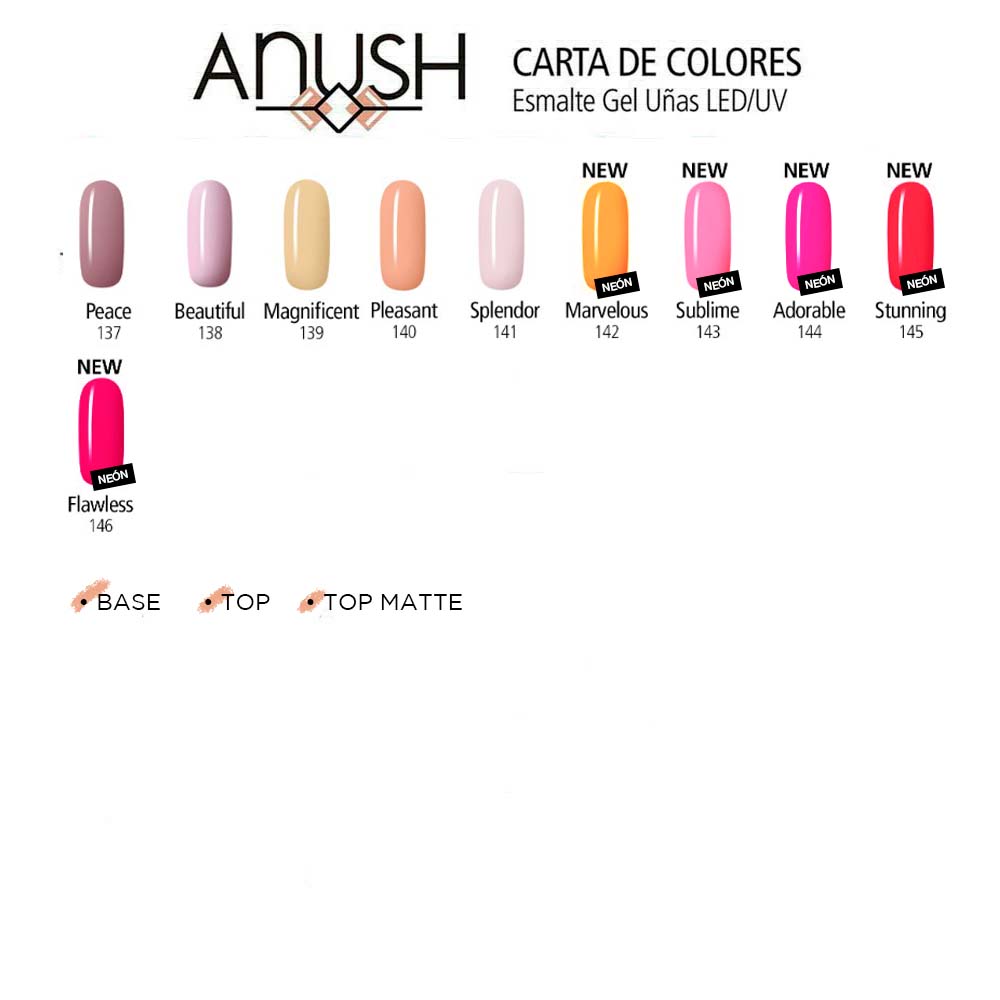 ANUSH
CARTA DE COLORES
Esmalte Gel Uñas LED/UV
NEW NEW NEW NEW
NEÓN NEÓN NEÓN NEÓN
Peace Beautiful Magnificent Pleasant Splendor Marvelous Sublime Adorable Stunning
137 138 139 140 141 142 143 144 145
NEW
NEÓN
Flawless
146
• BASE • TOP • TOP MATTE